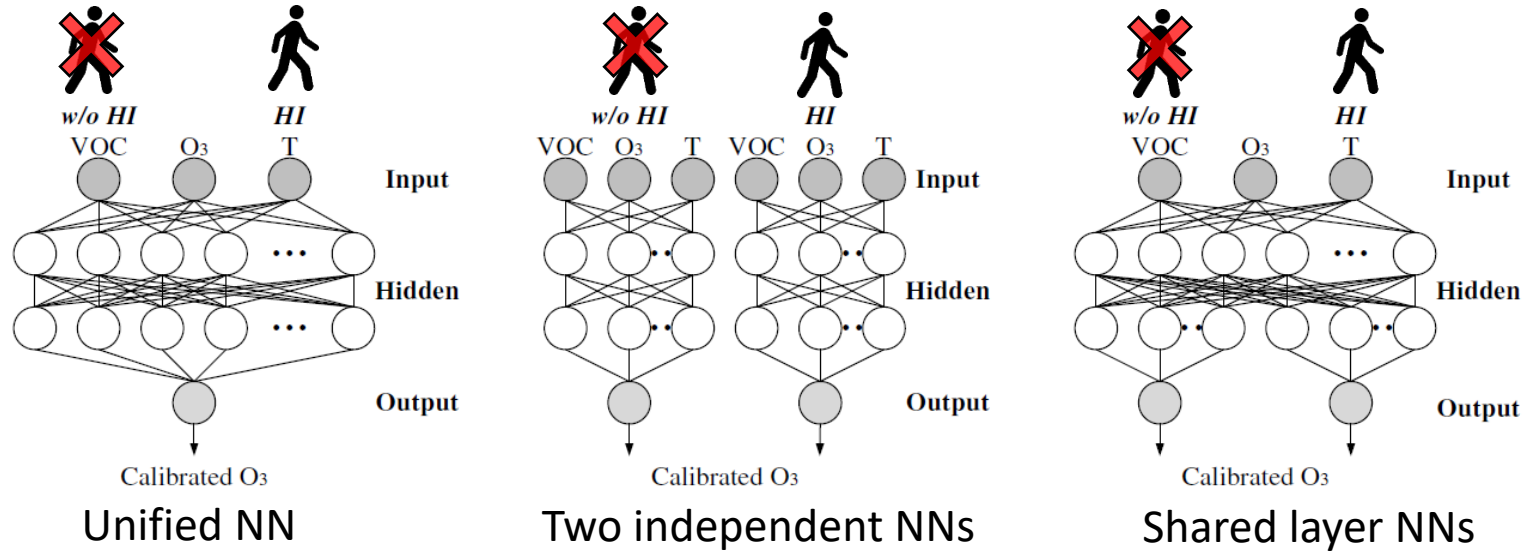 w/o HI HI
VOC O₃ T
Input
Hidden
Output
Calibrated O₃
Unified NN
w/o HI HI
VOC O₃ T VOC O₃ T
Input
Hidden
Output
Calibrated O₃
Two independent NNs
w/o HI HI
VOC O₃ T
Input
Hidden
Output
Calibrated O₃
Shared layer NNs